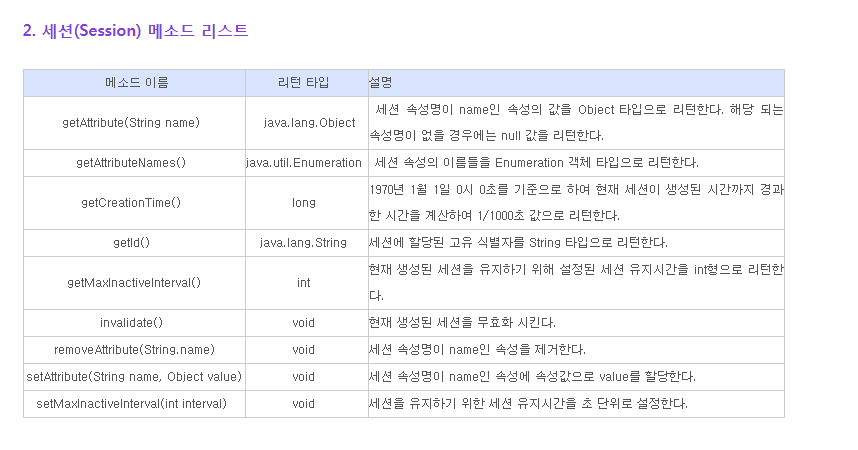 2. 세션(Session) 메소드 리스트
메소드 이름 리턴 타입 설명
getAttribute(String name) java.lang.Object 세션 속성명이 name인 속성의 값을 Object 타입으로 리턴한다. 해당 되는
속성명이 없을 경우에는 null 값을 리턴한다.
getAttributeNames() java.util.Enumeration 세션 속성의 이름들을 Enumeration 객체 타입으로 리턴한다.
getCreationTime() long 1970년 1월 1일 0시 0초를 기준으로 하여 현재 세션이 생성된 시간까지 경과
한 시간을 계산하여 1/1000초 값으로 리턴한다.
getId() java.lang.String 세션에 할당된 고유 식별자를 String 타입으로 리턴한다.
getMaxInactiveInterval() int 현재 생성된 세션을 유지하기 위해 설정된 세션 유지시간을 int형으로 리턴한
다.
invalidate() void 현재 생성된 세션을 무효화 시킨다.
removeAttribute(String.name) void 세션 속성명이 name인 속성을 제거한다.
setAttribute(String name, Object value) void 세션 속성명이 name인 속성에 속성값으로 value를 할당한다.
setMaxInactiveInterval(int interval) void 세션을 유지하기 위한 세션 유지시간을 초 단위로 설정한다.